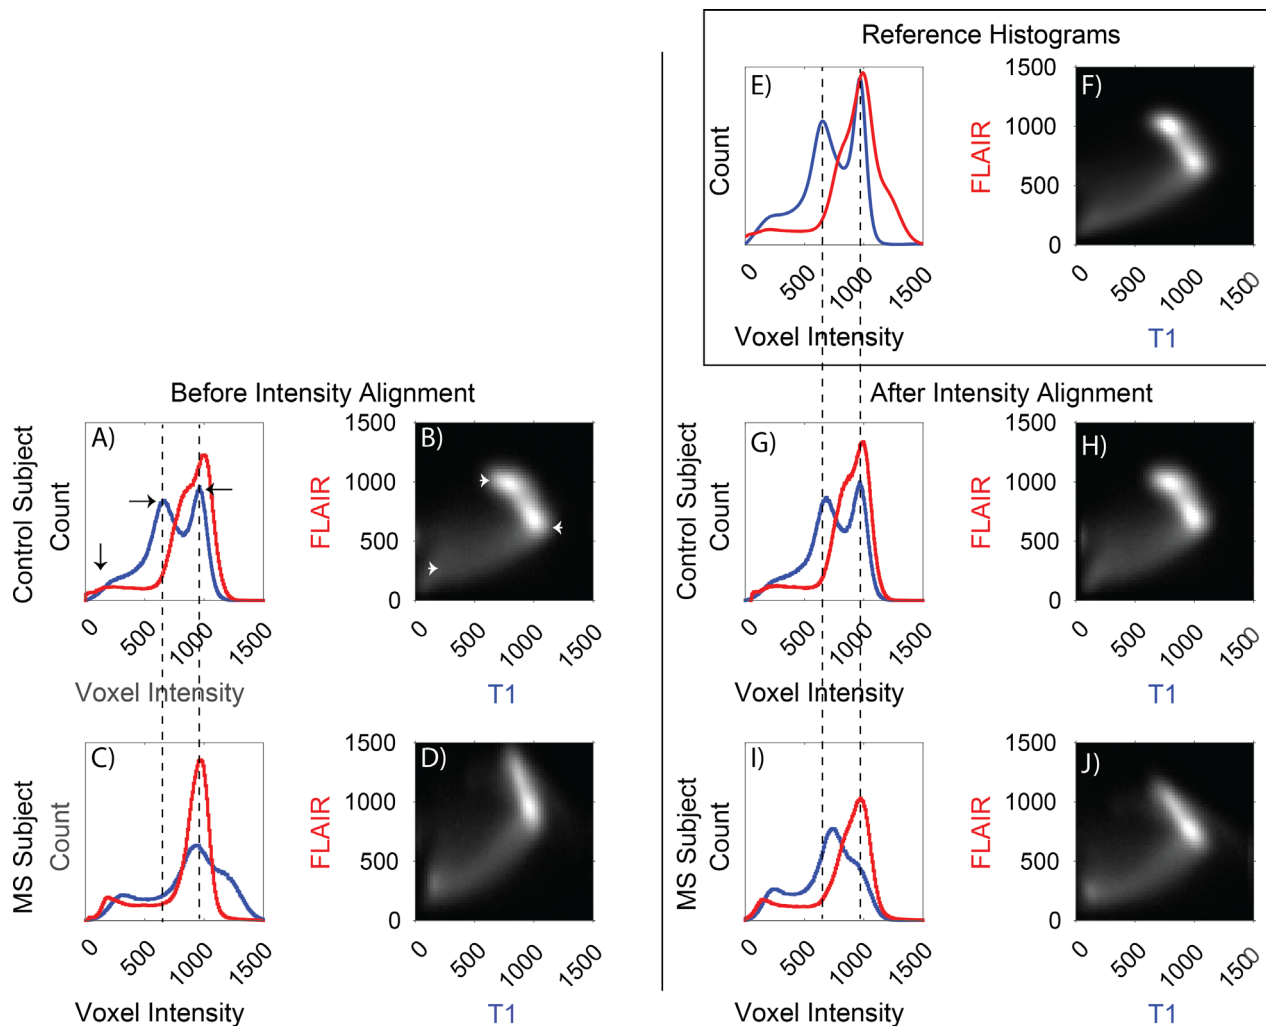 Reference Histograms
E)
Count
0
500
1000
1500
Voxel Intensity
F)
FLAIR
1500
1000
500
0
0
500
1000
1500
T1
Before Intensity Alignment
After Intensity Alignment
Control Subject
Count
A)
0
500
1000
1500
Voxel Intensity
B)
FLAIR
1500
1000
500
0
0
500
1000
1500
T1
Control Subject
Count
G)
0
500
1000
1500
Voxel Intensity
H)
FLAIR
1500
1000
500
0
0
500
1000
1500
T1
MS Subject
Count
C)
0
500
1000
1500
Voxel Intensity
D)
FLAIR
1500
1000
500
0
0
500
1000
1500
T1
MS Subject
Count
I)
0
500
1000
1500
Voxel Intensity
J)
FLAIR
1500
1000
500
0
0
500
1000
1500
T1